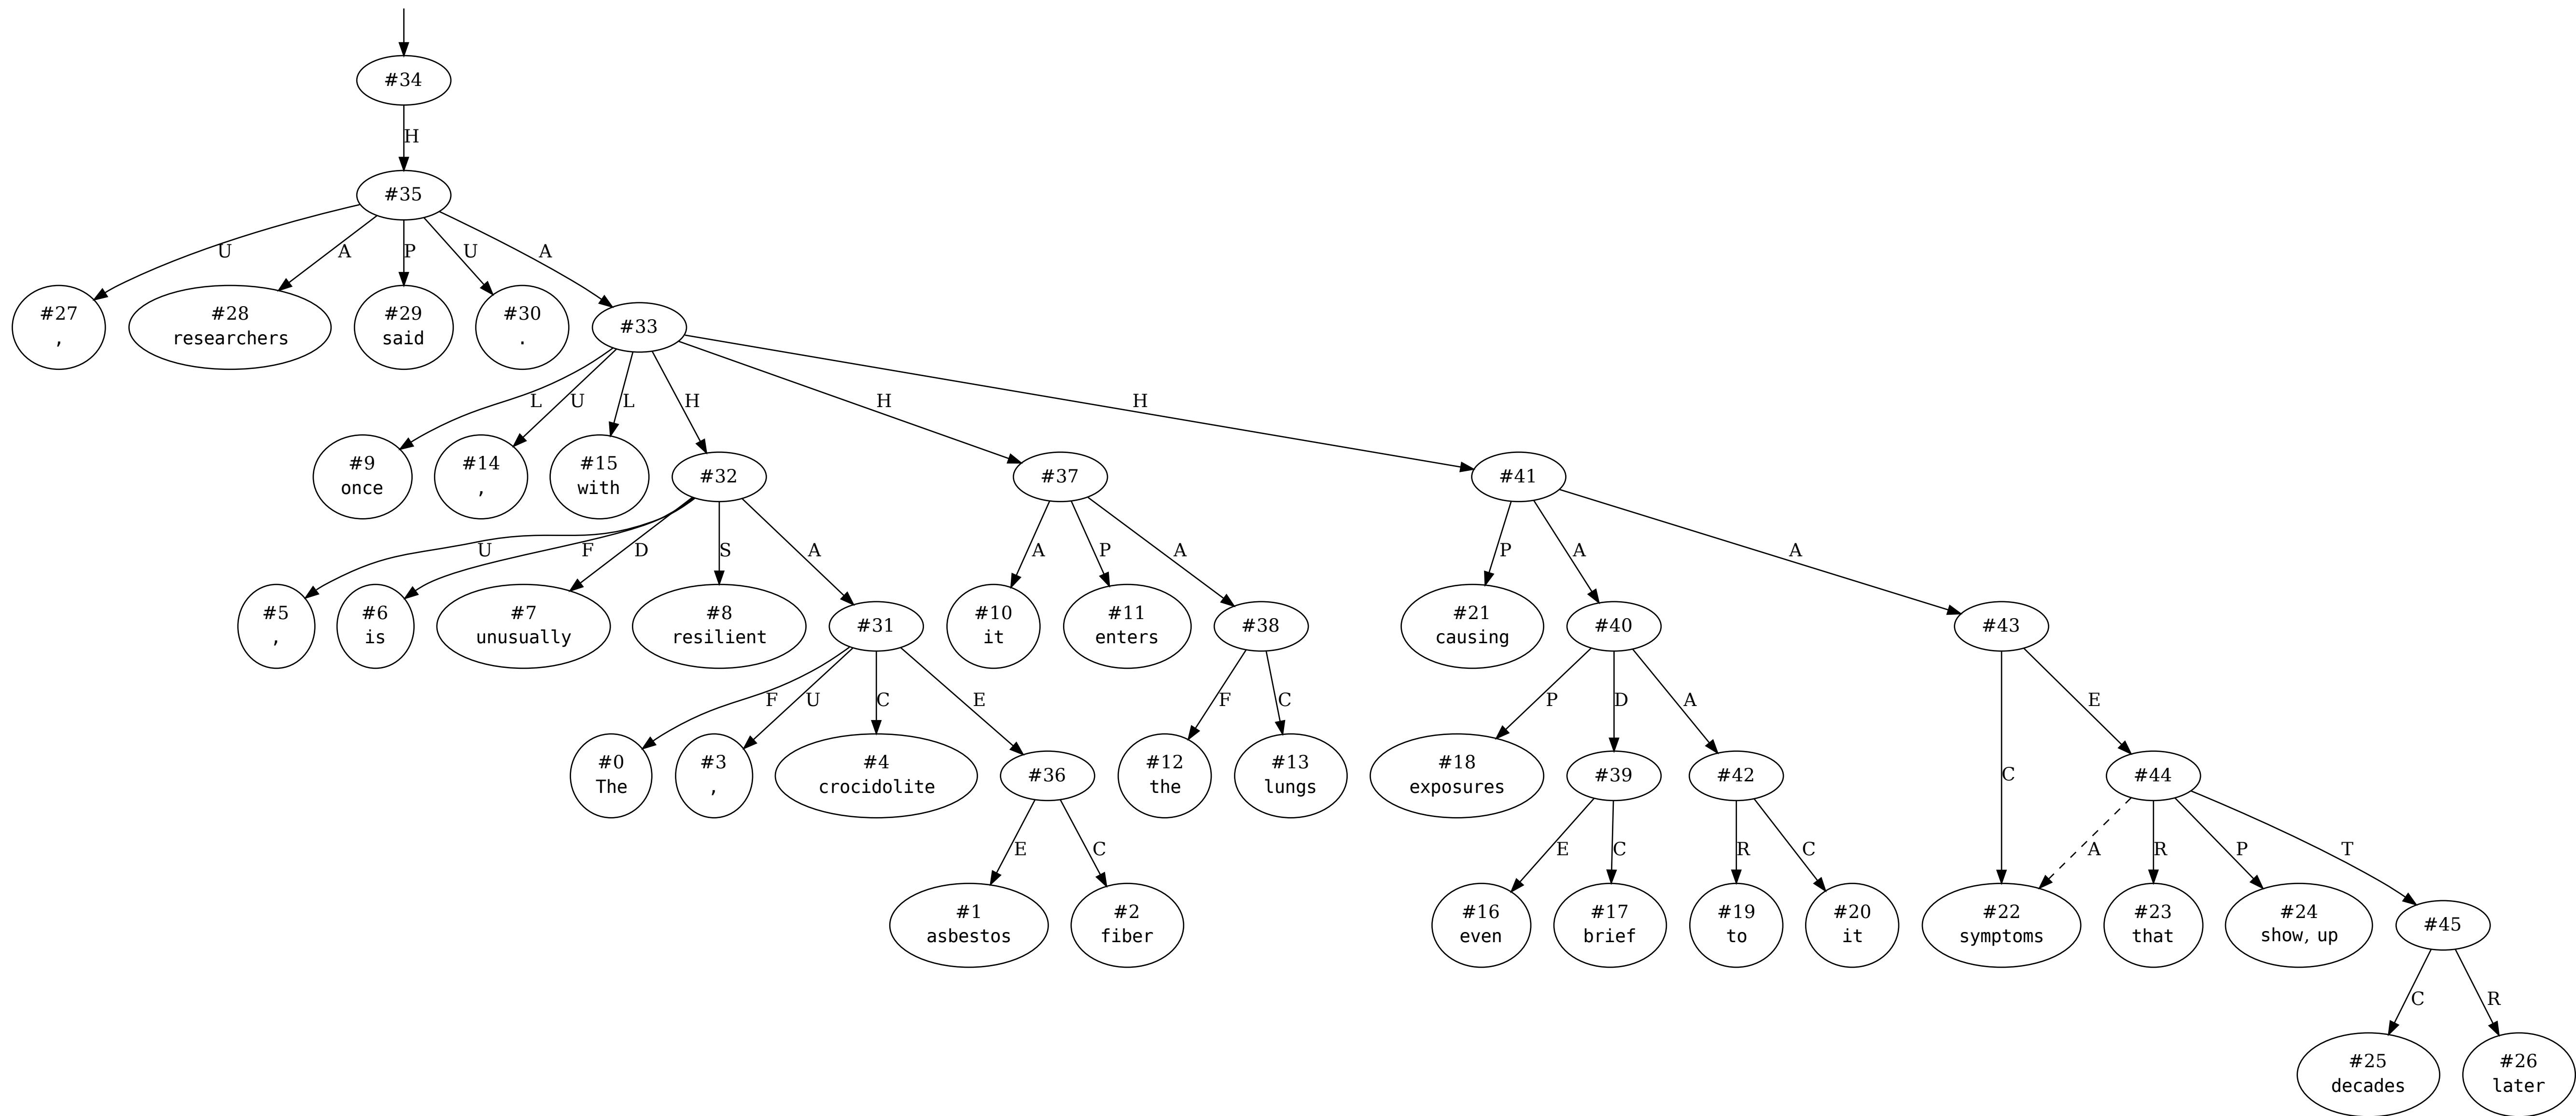 #34
H
#35
U A P U A
#27 #28 #29 #30 #33
, researchers said .
L U L H H H
#9 #14 #15 #32 #37 #41
once , with
U F D S A A P A P A A
#5 #6 #7 #8 #31 #10 #11 #38 #21 #40 #43
, is unusually resilient it enters causing
F U C E F C P D A C E
#0 #3 #4 #36 #12 #13 #18 #39 #42 #44
The , crocidolite the lungs exposures
E C E C R C A R P T
#1 #2 #16 #17 #19 #20 #22 #23 #24 #45
asbestos fiber even brief to it symptoms that show, up
C R
#25 #26
decades later